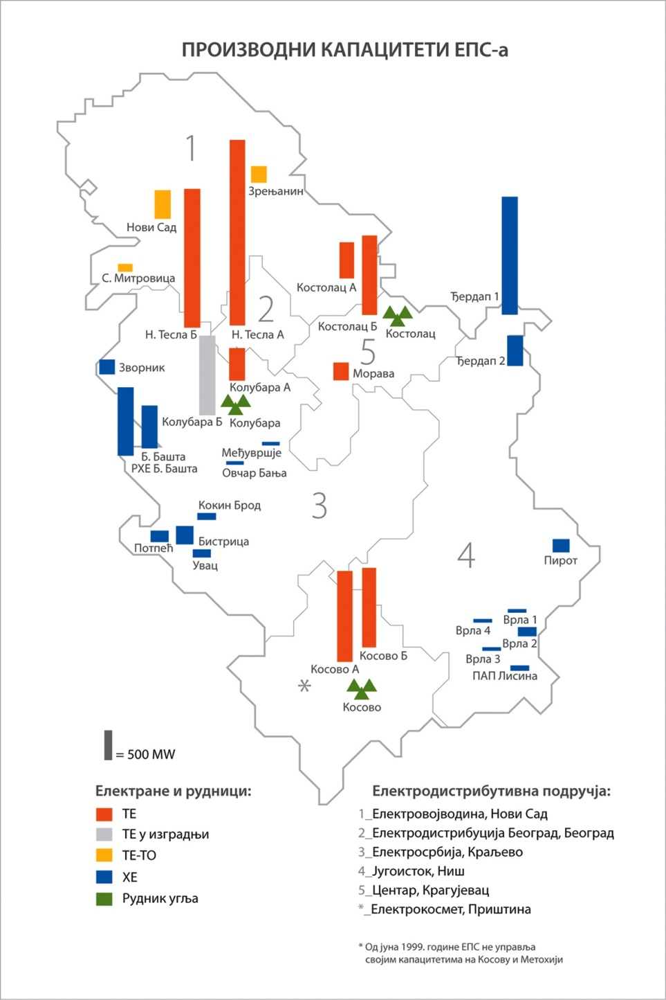 ПРОИЗВОДНИ КАПАЦИТЕТИ ЕПС-а
1
Зрењанин
Нови Сад
С. Митровица
Костолац А
Ђердап 1
2
Костолац Б
Н. Тесла Б
Н. Тесла А
Костолац
5
Ђердап 2
Зворник
Морава
Колубара А
Колубара Б
Колубара
Међувршје
Б. Башта
РХЕ Б. Башта
Овчар Бања
Кокин Брод
3
Бистрица
Потпећ
Увац
4
Пирот
Врла 1
Врла 4
Врла 2
Косово Б
Врла 3
Косово А
ПАП Лисина
*
Косово
= 500 MW
Електране и рудници:
ТЕ
ТЕ у изградњи
ТЕ-ТО
ХЕ
Рудник угља
Електродистрибутивна подручја:
1_Електровојводина, Нови Сад
2_Електродистрибуција Београд, Београд
3_Електросрбија, Краљево
4_Југоисток, Ниш
5_Центар, Крагујевац
*_Електрокосмет, Приштина
* Од јуна 1999. године ЕПС не управља
својим капацитетима на Косову и Метохији